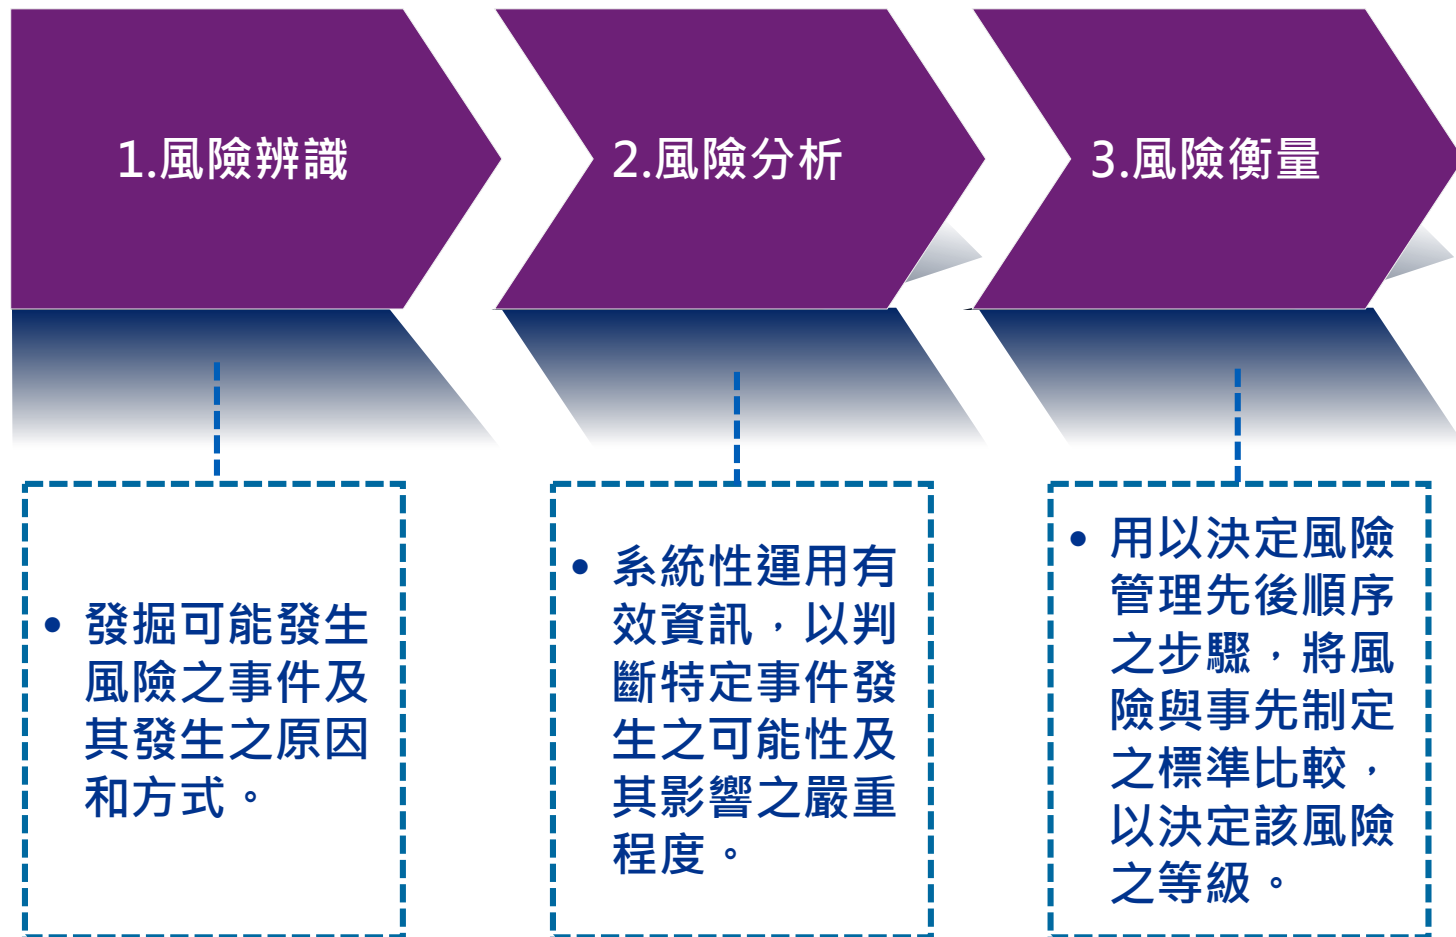 1.風險辨識
2.風險分析
3.風險衡量
• 發掘可能發生
風險之事件及
其發生之原因
和方式。
• 系統性運用有
效資訊，以判
斷特定事件發
生之可能性及
其影響之嚴重
程度。
• 用以決定風險
管理先後順序
之步驟，將風
險與事先制定
之標準比較，
以決定該風險
之等級。